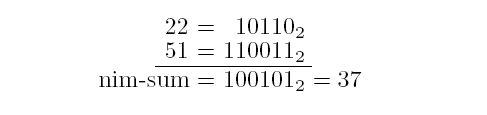 22 = 10110₂
51 = 110011₂
nim-sum = 100101₂ = 37